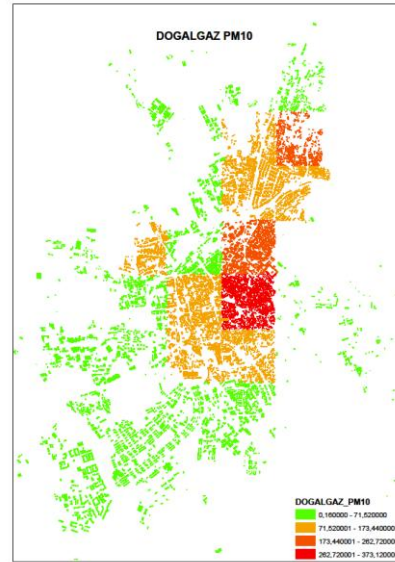 DOGALGAZ PM10
DOGALGAZ_PM10
0,160000 - 71,520000
71,520001 - 173,440000
173,440001 - 262,720000
262,720001 - 373,120000